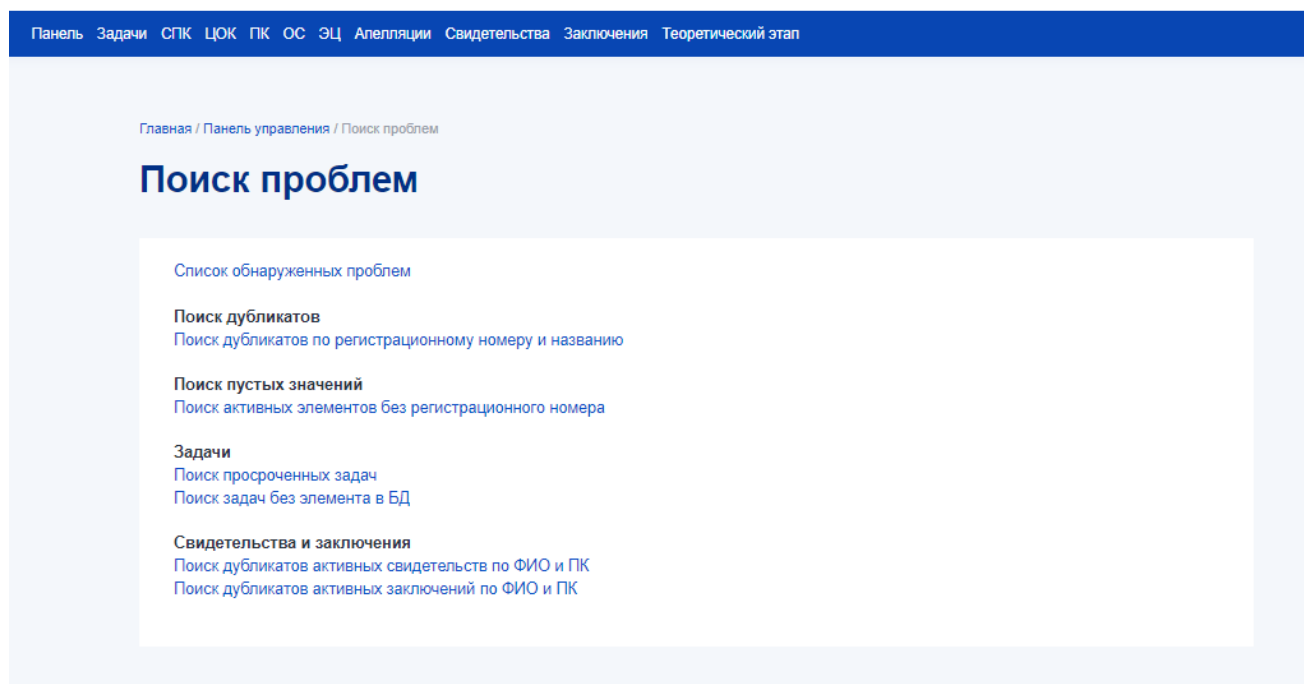 Панель Задачи СПК ЦОК ПК ОС ЭЦ Апелляции Свидетельства Заключения Теоретический этап
Главная / Панель управления / Поиск проблем
Поиск проблем
Список обнаруженных проблем
Поиск дубликатов
Поиск дубликатов по регистрационному номеру и названию
Поиск пустых значений
Поиск активных элементов без регистрационного номера
Задачи
Поиск просроченных задач
Поиск задач без элемента в БД
Свидетельства и заключения
Поиск дубликатов активных свидетельств по ФИО и ПК
Поиск дубликатов активных заключений по ФИО и ПК